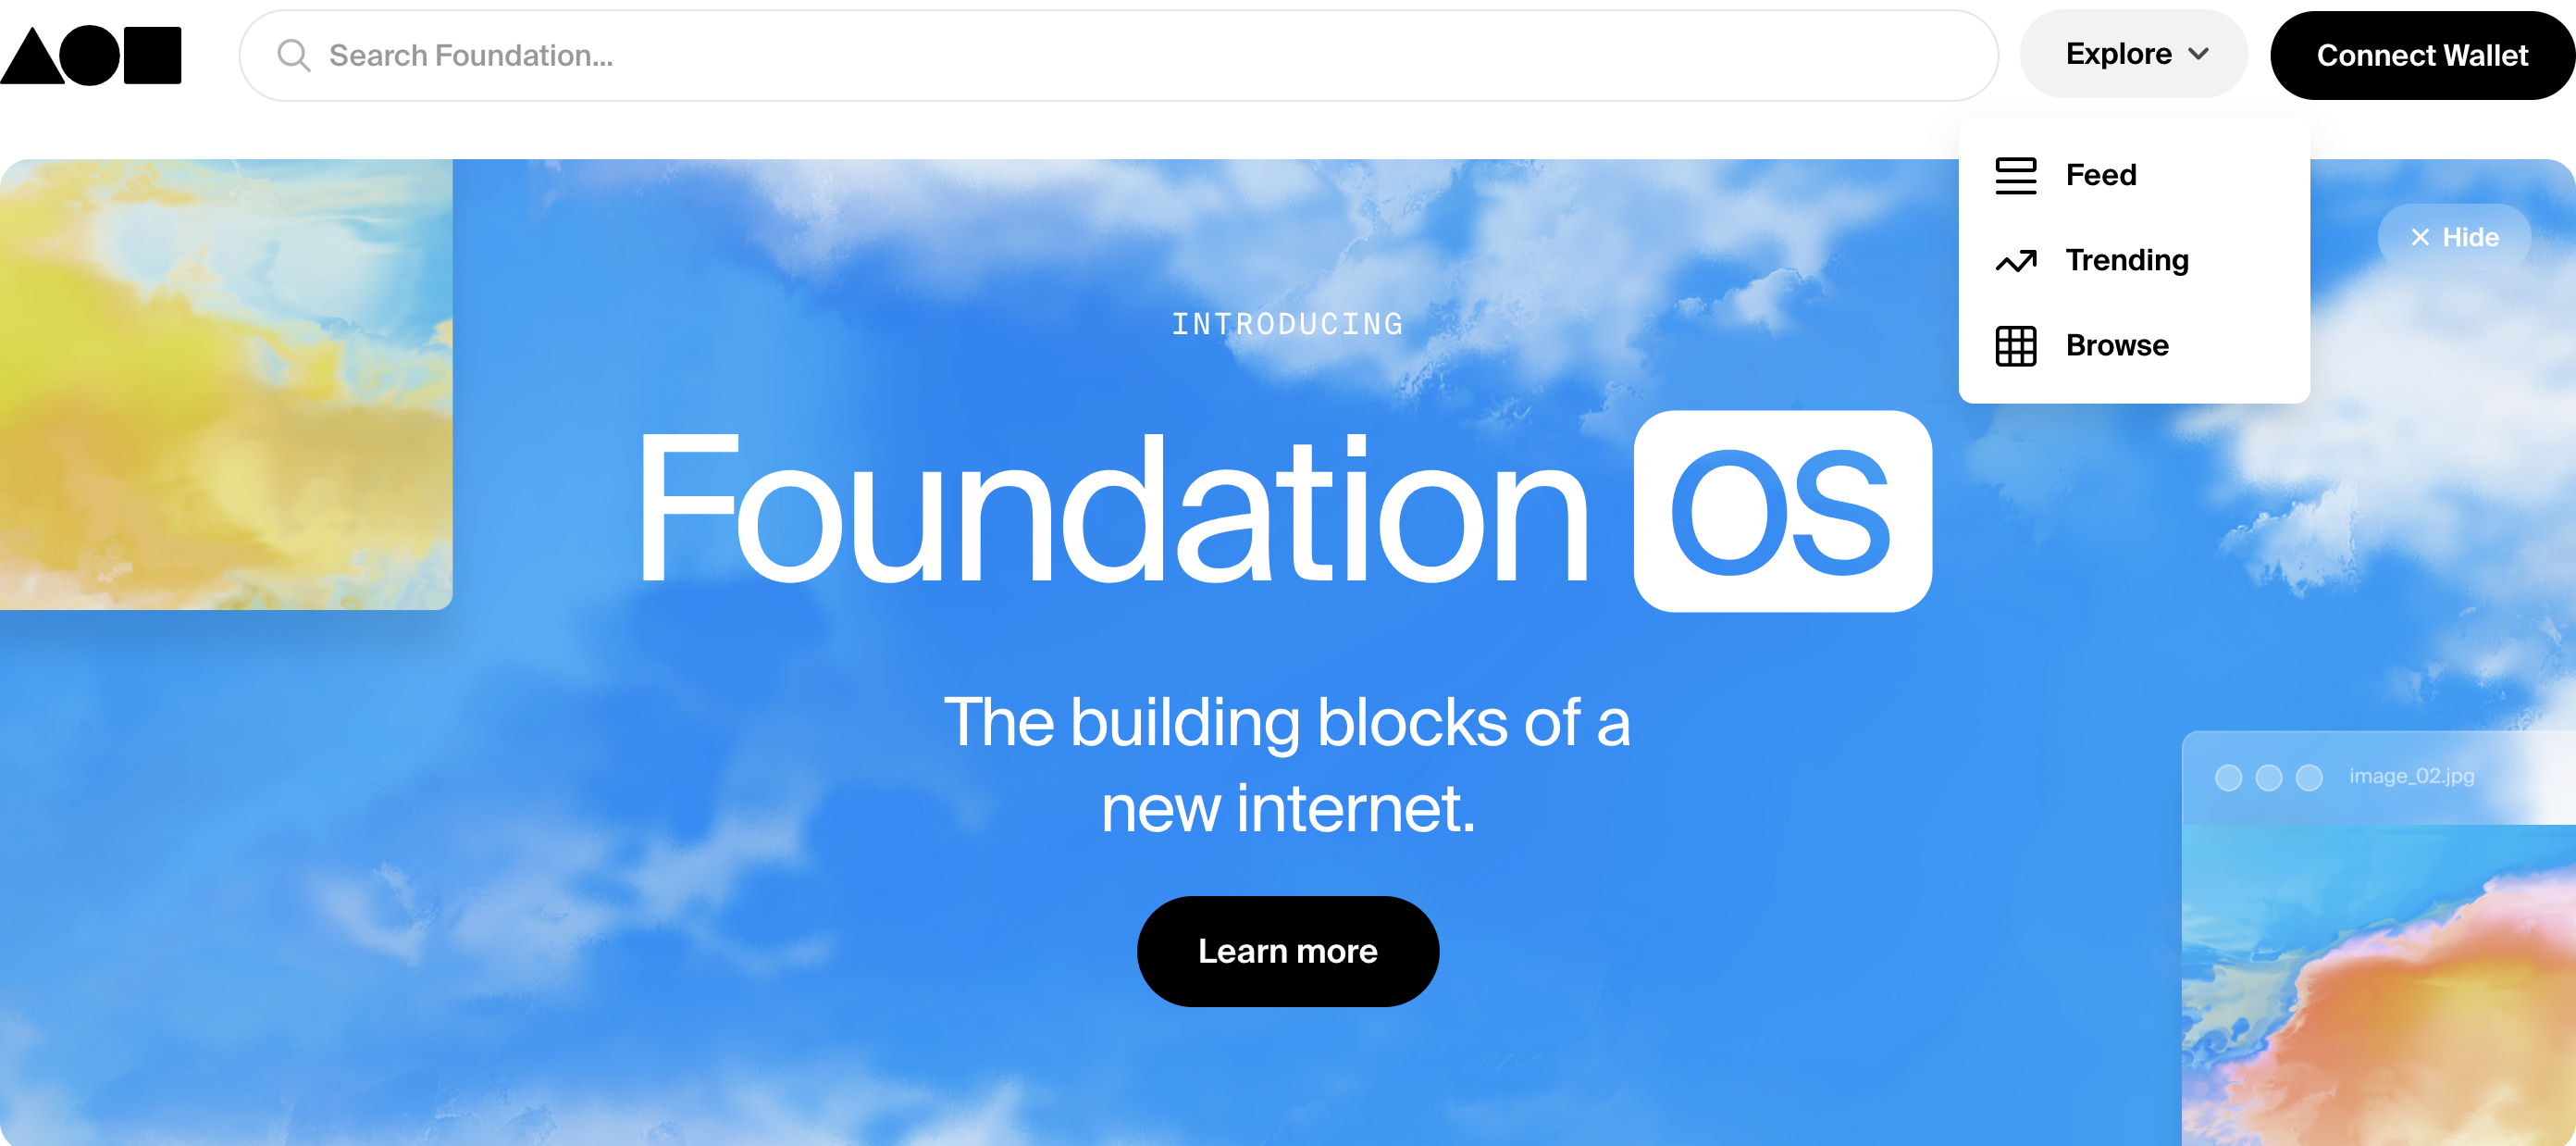 Search Foundation...
Explore
Connect Wallet
Feed
Trending
Browse
Hide
INTRODUCING
Foundation OS
The building blocks of a
new internet.
image_02.jpg
Learn more